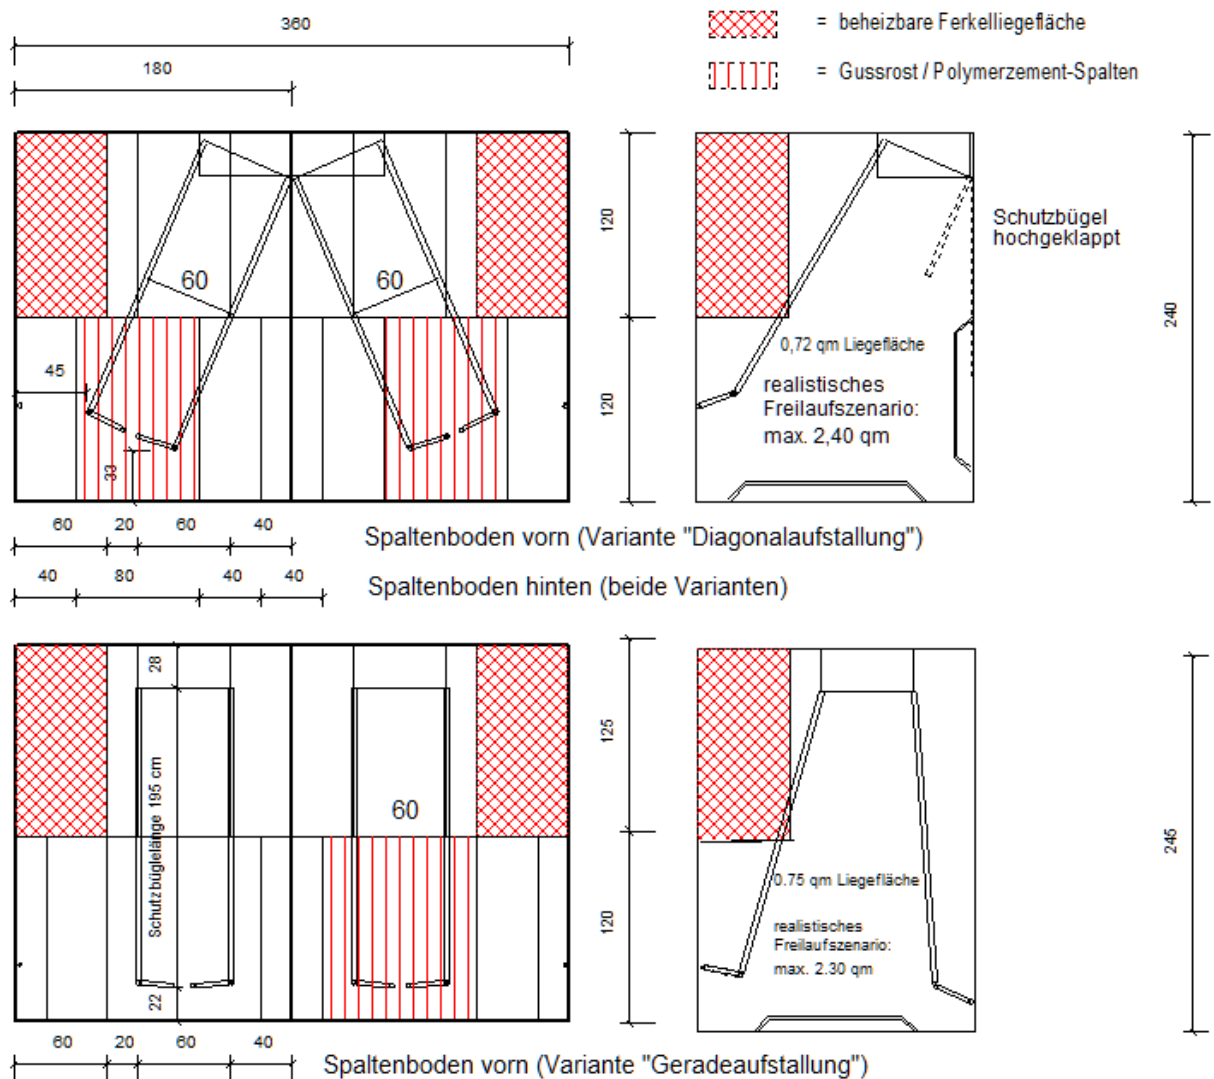 360
= beheizbare Ferkelliegefläche
180
= Gussrost / Polymerzement-Spalten
120
Schutzbügel
hochgeklappt
60
60
240
0,72 qm Liegefläche
45
realistisches
Freilaufszenario:
max. 2,40 qm
120
33
60
20
60
40
Spaltenboden vorn (Variante "Diagonalaufstallung")
40
80
40
40
Spaltenboden hinten (beide Varianten)
28
125
Schutzbüglelänge 195 cm
60
245
0.75 qm Liegefläche
120
realistisches
Freilaufszenario:
max. 2.30 qm
22
60
20
60
40
Spaltenboden vorn (Variante "Geradeaufstallung")